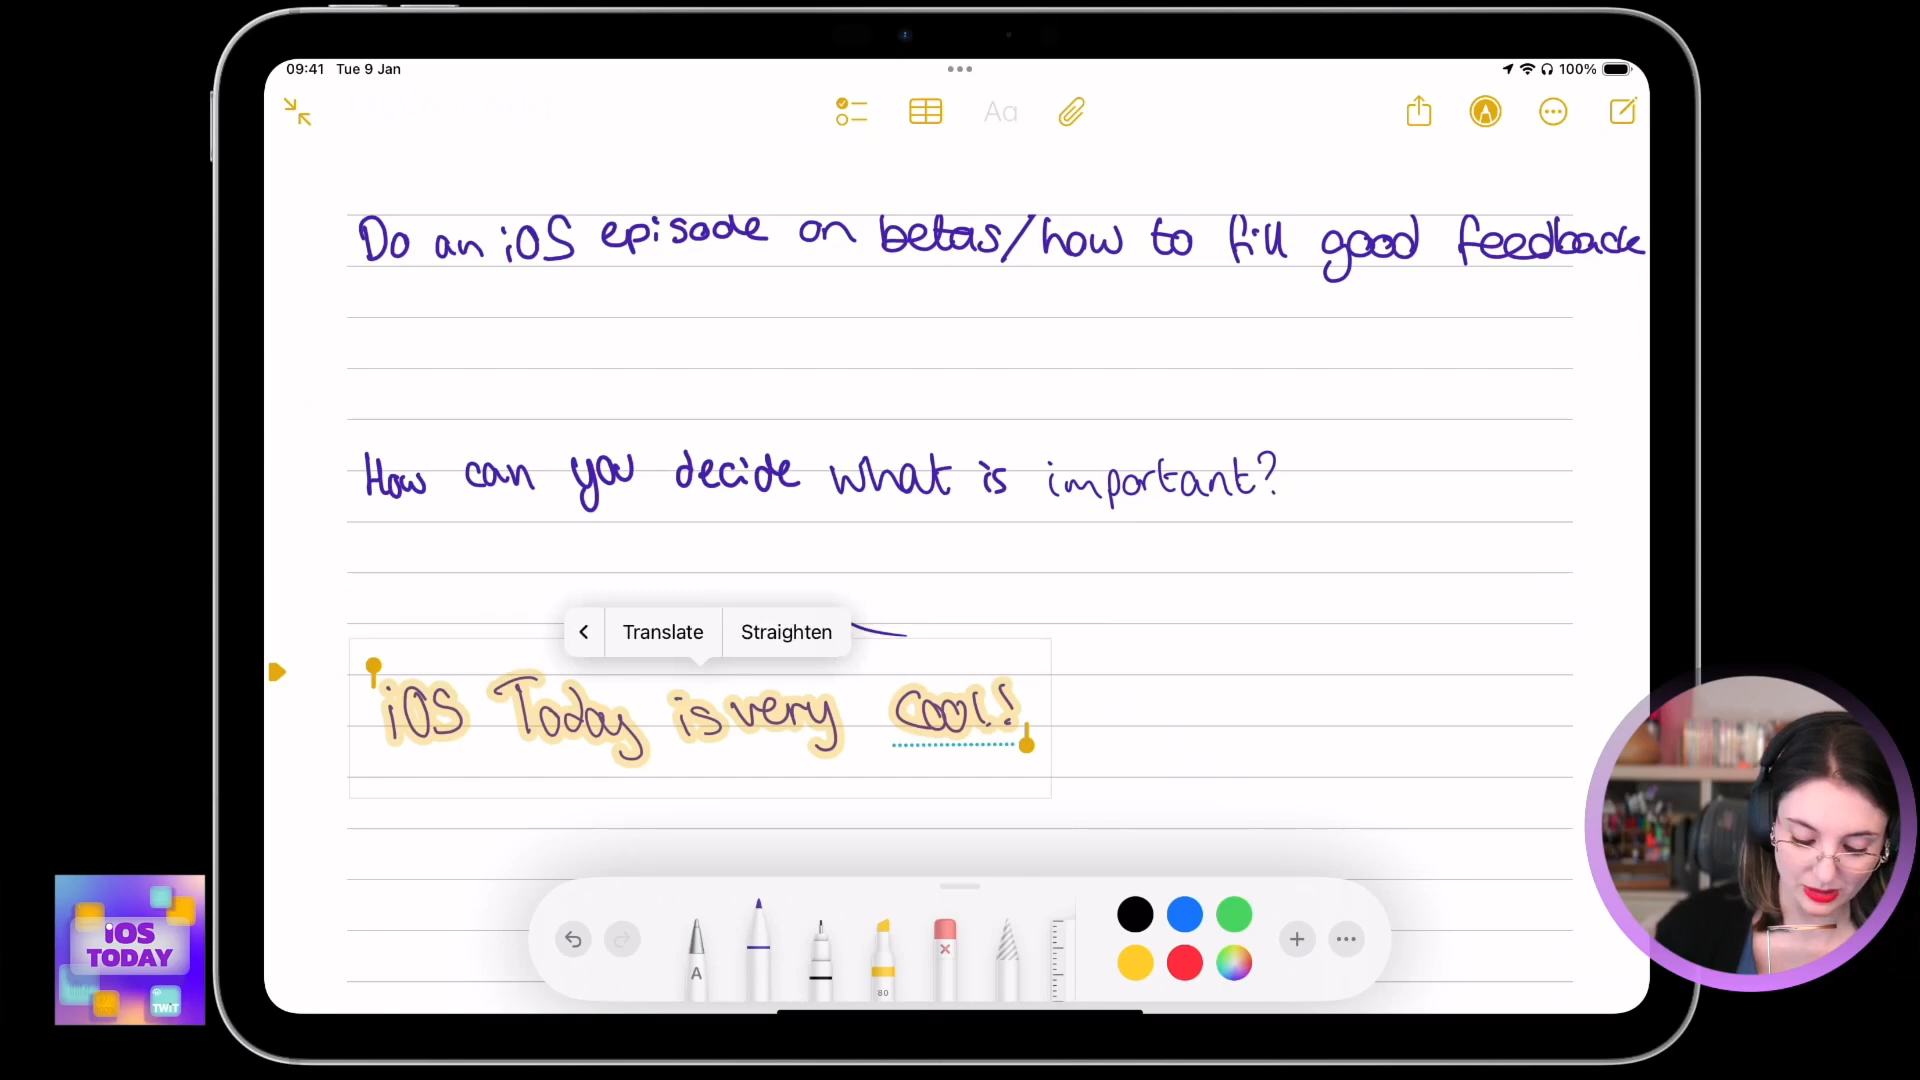 09:41 Tue 9 Jan
100%
Aa
Do an iOS episode on betas/how to fill good feedback
How can you decide what is important?
Translate
Straighten
iOS Today is very cool!
A
80
iOS
TODAY
TWiT